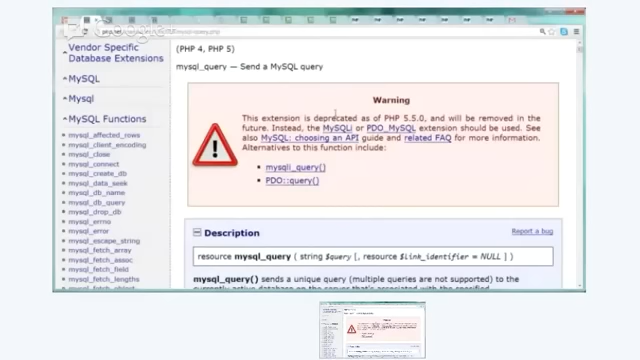 Vendor Specific
Database Extensions
MySQL
Mysql
MySQL Functions
mysql_affected_rows
mysql_client_encoding
mysql_close
mysql_connect
mysql_create_db
mysql_data_seek
mysql_db_name
mysql_db_query
mysql_drop_db
mysql_errno
mysql_error
mysql_escape_string
mysql_fetch_array
mysql_fetch_assoc
mysql_fetch_field
mysql_fetch_lengths
(PHP 4, PHP 5)
mysql_query — Send a MySQL query
Warning
This extension is deprecated as of PHP 5.5.0, and will be removed in the
future. Instead, the MySQLi or PDO_MySQL extension should be used. See
also MySQL: choosing an API guide and related FAQ for more information.
Alternatives to this function include:
• mysqli_query()
• PDO::query()
Description
Report a bug
resource mysql_query ( string $query [, resource $link_identifier = NULL ] )
mysql_query() sends a unique query (multiple queries are not supported) to the